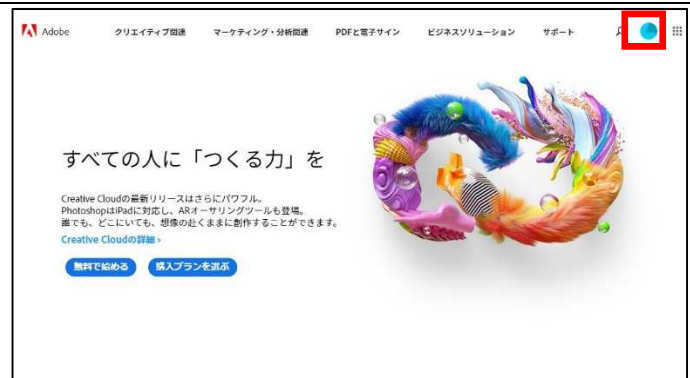 Adobe クリエイティブ関連 マーケティング・分析関連 PDFと電子サイン ビジネスソリューション サポート
すべての人に「つくる力」を
Creative Cloudの最新リリースはさらにパワフル。
PhotoshopはiPadに対応し、ARオーサリングツールも登場。
誰でも、どこにいても、想像の赴くままに創作することができます。
Creative Cloudの詳細 ›
無料で始める 購入プランを選ぶ